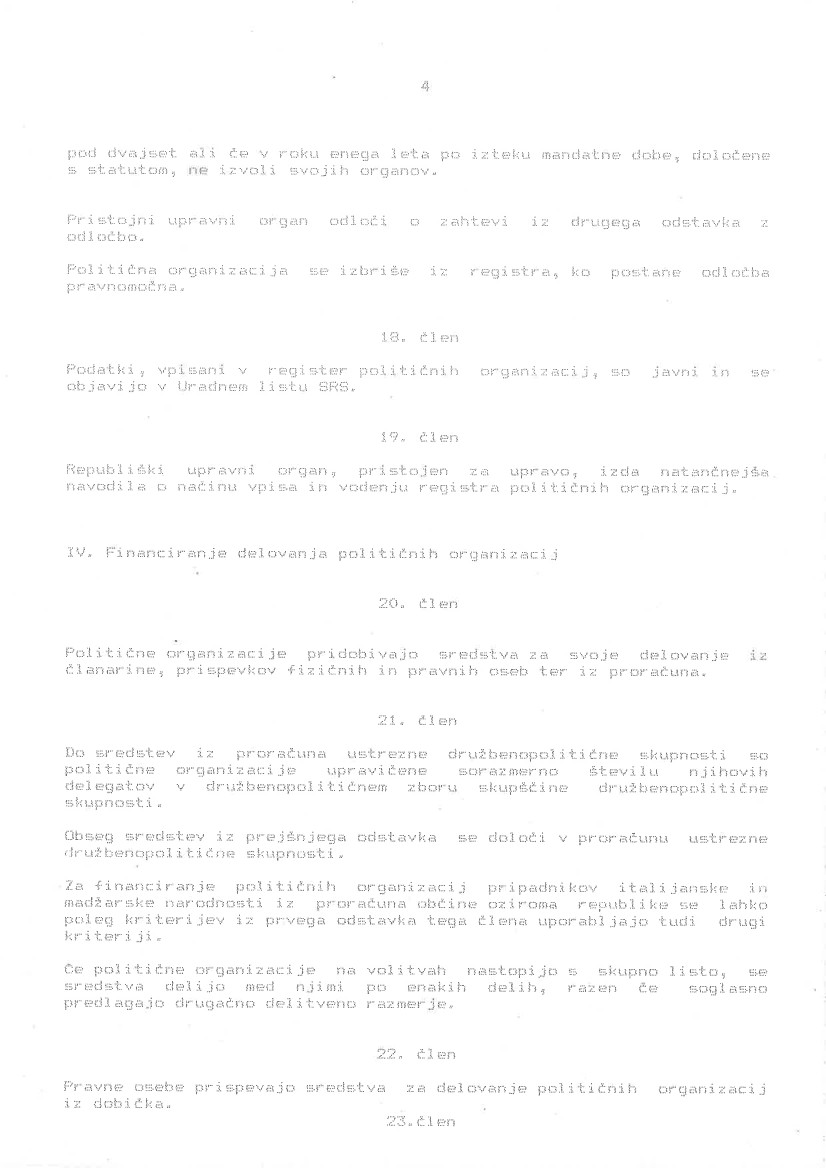 4
pod dvajset ali če v roku enega leta po izteku mandatne dobe, določene
s statutom, ne izvoli svojih organov.
Pristojni upravni organ odloči o zahtevi iz drugega odstavka z
odločbo.
Politična organizacija se izbriše iz registra, ko postane odločba
pravnomočna.
18. člen
Podatki, vpisani v register političnih organizacij, so javni in se
objavijo v Uradnem listu SRS.
19. člen
Republiški upravni organ, pristojen za upravo, izda natančnejša
navodila o načinu vpisa in vodenju registra političnih organizacij.
IV. Financiranje delovanja političnih organizacij
20. člen
Politične organizacije pridobivajo sredstva za svoje delovanje iz
članarine, prispevkov fizičnih in pravnih oseb ter iz proračuna.
21. člen
Do sredstev iz proračuna ustrezne družbenopolitične skupnosti so
politične organizacije upravičene sorazmerno številu njihovih
delegatov v družbenopolitičnem zboru skupščine družbenopolitične
skupnosti.
Obseg sredstev iz prejšnjega odstavka se določi v proračunu ustrezne
družbenopolitične skupnosti.
Za financiranje političnih organizacij pripadnikov italijanske in
madžarske narodnosti iz proračuna občine oziroma republike se lahko
poleg kriterijev iz prvega odstavka tega člena uporabljajo tudi drugi
kriteriji.
Če politične organizacije na volitvah nastopijo s skupno listo, se
sredstva delijo med njimi po enakih delih, razen če soglasno
predlagajo drugačno delitveno razmerje.
22. člen
Pravne osebe prispevajo sredstva za delovanje političnih organizacij
iz dobička.
23.člen